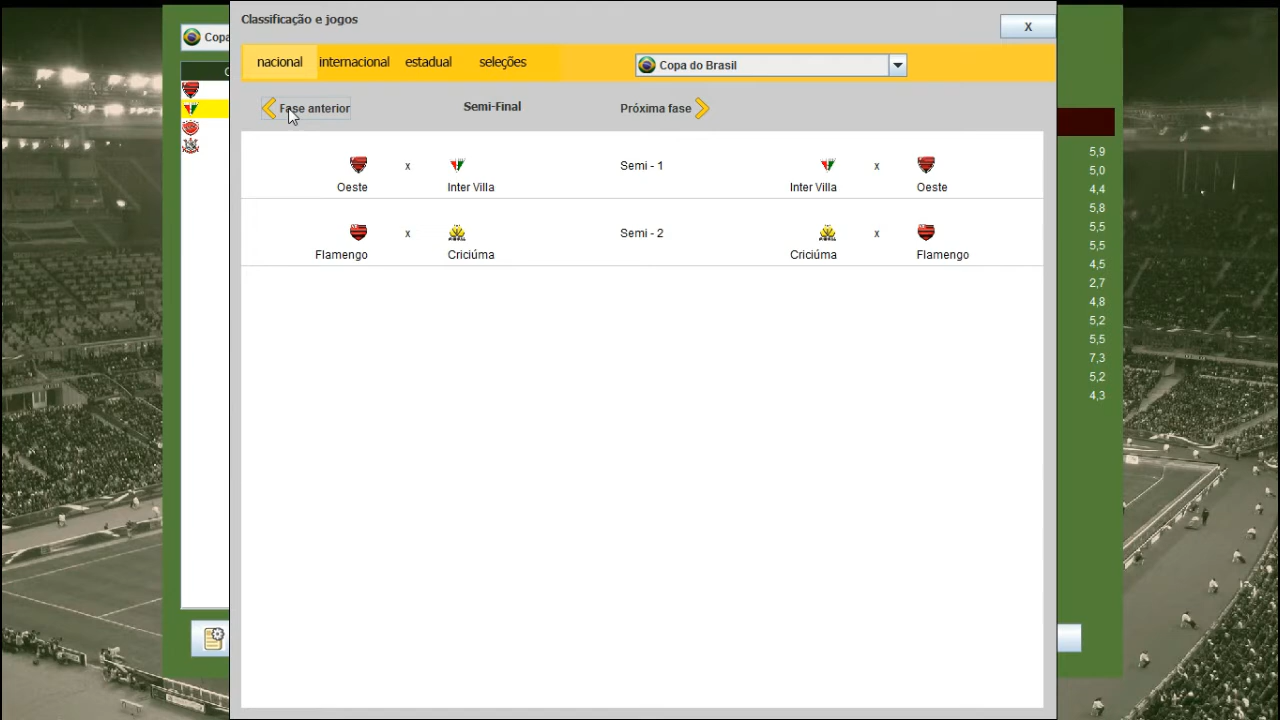 Classificação e jogos
X
Copa
nacional internacional estadual seleções Copa do Brasil
Fase anterior Semi-Final Próxima fase
Oeste x Inter Villa Semi - 1 Inter Villa x Oeste
Flamengo x Criciúma Semi - 2 Criciúma x Flamengo
5,9
5,0
4,4
5,8
5,5
5,5
4,5
2,7
4,8
5,2
5,5
7,3
5,2
4,3